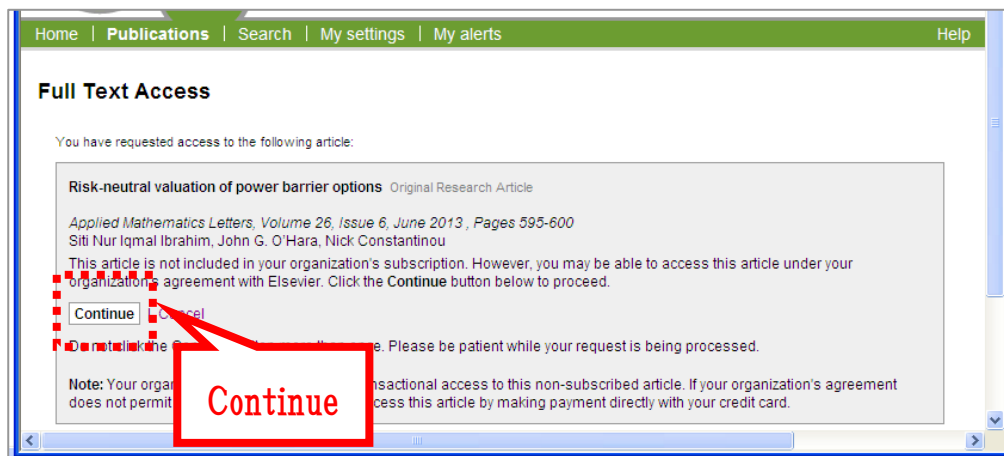 Home | Publications | Search | My settings | My alerts Help
Full Text Access
You have requested access to the following article:
Risk-neutral valuation of power barrier options Original Research Article
Applied Mathematics Letters, Volume 26, Issue 6, June 2013 , Pages 595-600
Siti Nur Iqmal Ibrahim, John G. O'Hara, Nick Constantinou
This article is not included in your organization's subscription. However, you may be able to access this article under your
organization's agreement with Elsevier. Click the Continue button below to proceed.
Continue | Cancel
Do not click the more than once. Please be patient while your request is being processed.
Note: Your access to this non-subscribed article. If your organization's agreement
does not permit this article by making payment directly with your credit card.
Continue